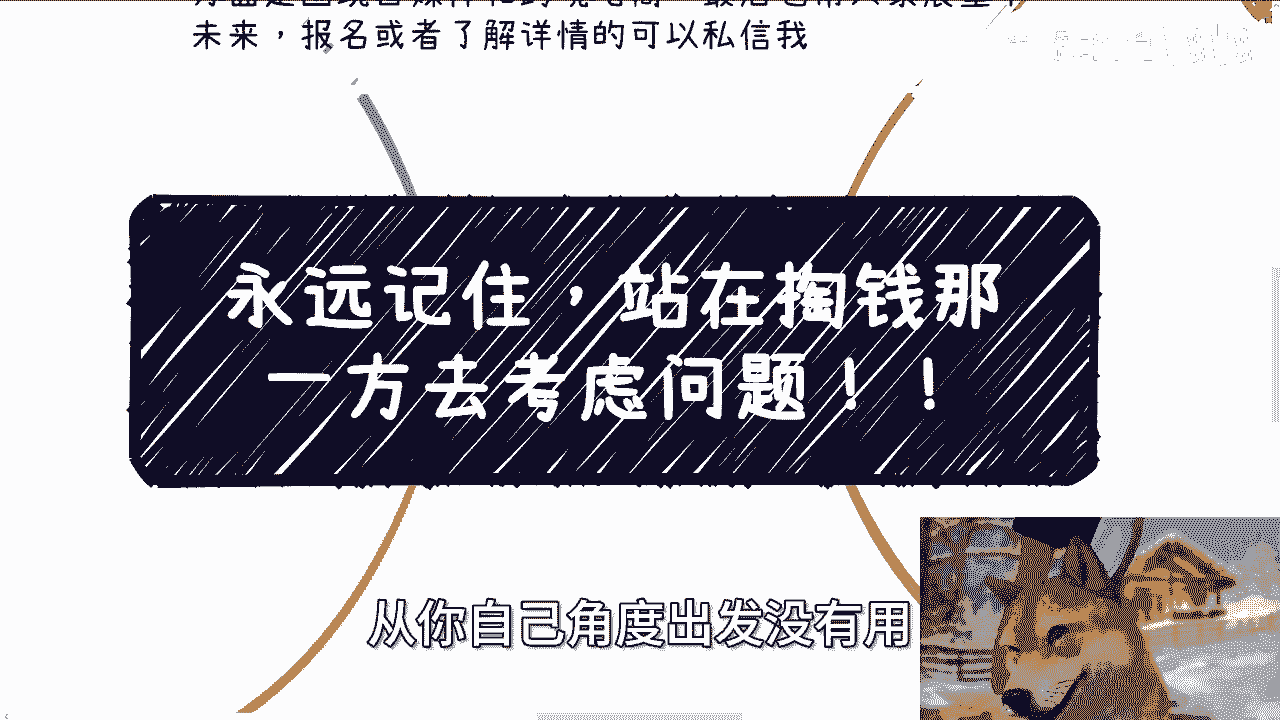 未来，报名或者了解详情的可以私信我
永远记住，站在掏钱那
一方去考虑问题！！
从你自己角度出发没有用